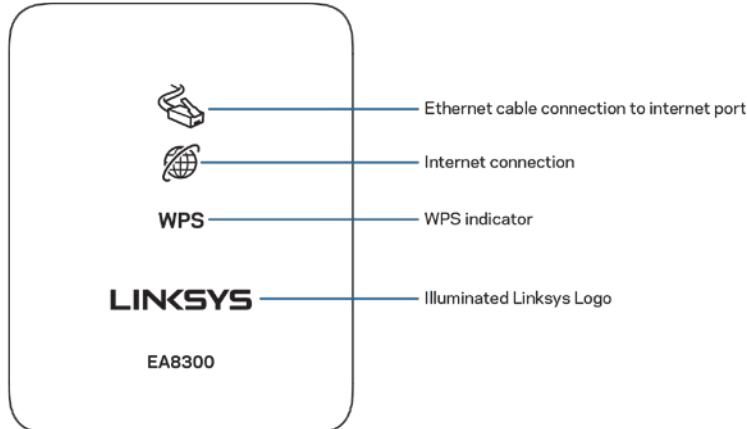 Ethernet cable connection to internet port
Internet connection
WPS
WPS indicator
LINKSYS
Illuminated Linksys Logo
EA8300